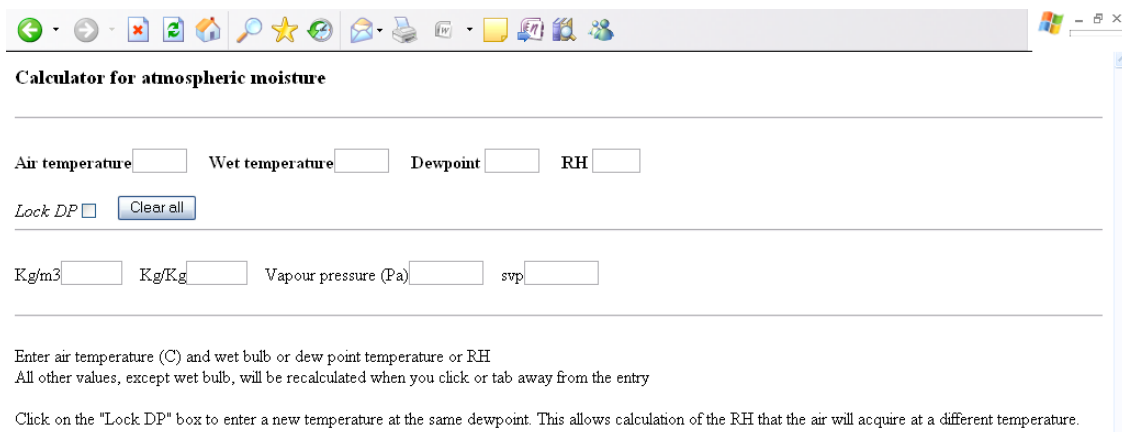 Calculator for atmospheric moisture
Air temperature Wet temperature Dewpoint RH
Lock DP Clear all
Kg/m3 Kg/Kg Vapour pressure (Pa) svp
Enter air temperature (C) and wet bulb or dew point temperature or RH
All other values, except wet bulb, will be recalculated when you click or tab away from the entry
Click on the "Lock DP" box to enter a new temperature at the same dewpoint. This allows calculation of the RH that the air will acquire at a different temperature.